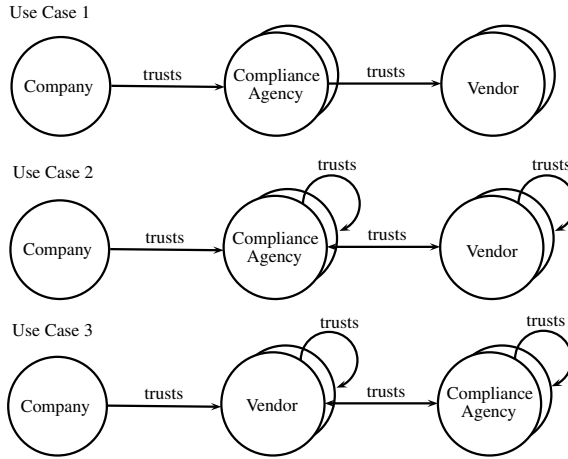 Use Case 1
Company
trusts
Compliance
Agency
trusts
Vendor
Use Case 2
trusts
trusts
Company
trusts
Compliance
Agency
trusts
Vendor
Use Case 3
trusts
trusts
Company
trusts
Vendor
trusts
Compliance
Agency